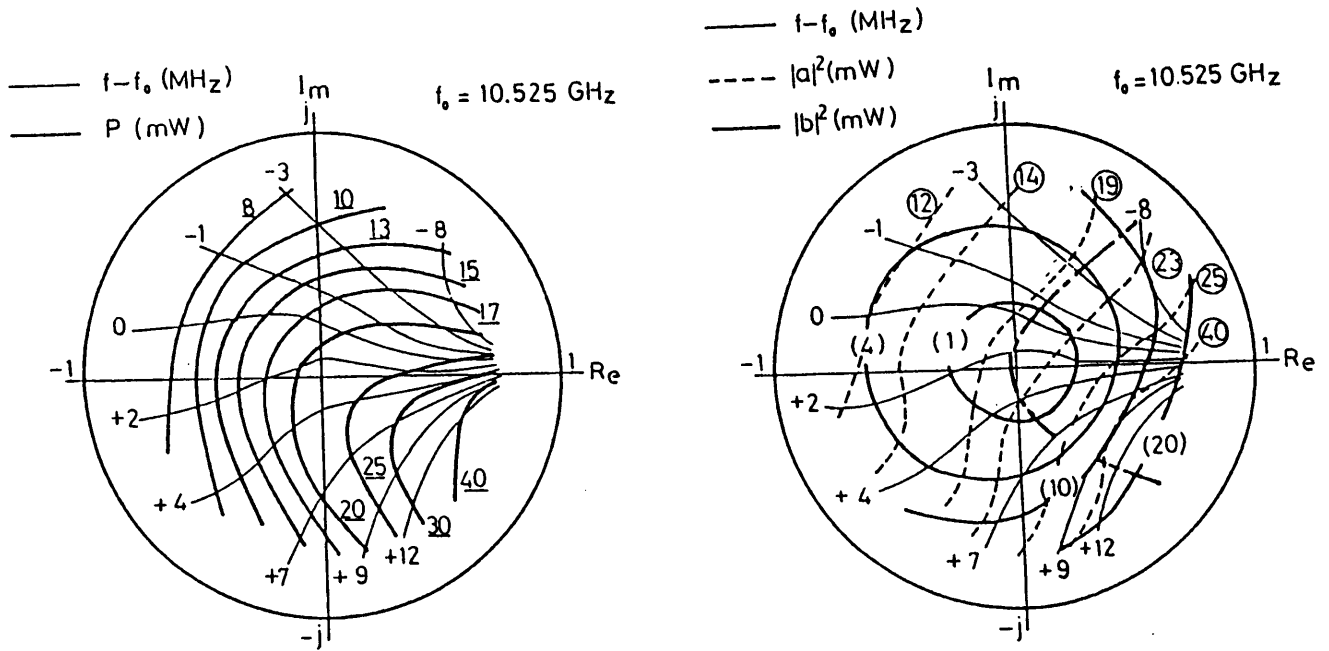 f-f₀ (MHz)
P (mW)
Im
j
f₀ = 10.525 GHz
-3
8
10
-1
13
-8
15
17
0
-1
1
Re
+2
+4
25
40
20
30
+7
+9
+12
-j
f-f₀ (MHz)
|a|²(mW)
|b|²(mW)
Im
j
f₀=10.525 GHz
-3
14
19
12
-8
-1
23
25
0
40
(4)
(1)
-1
1
Re
+2
(20)
+4
(10)
+7
+9
+12
-j